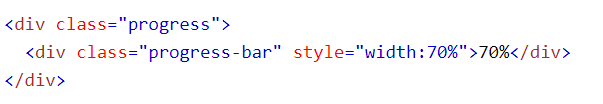 <div class="progress">
  <div class="progress-bar" style="width:70%">70%</div>
</div>